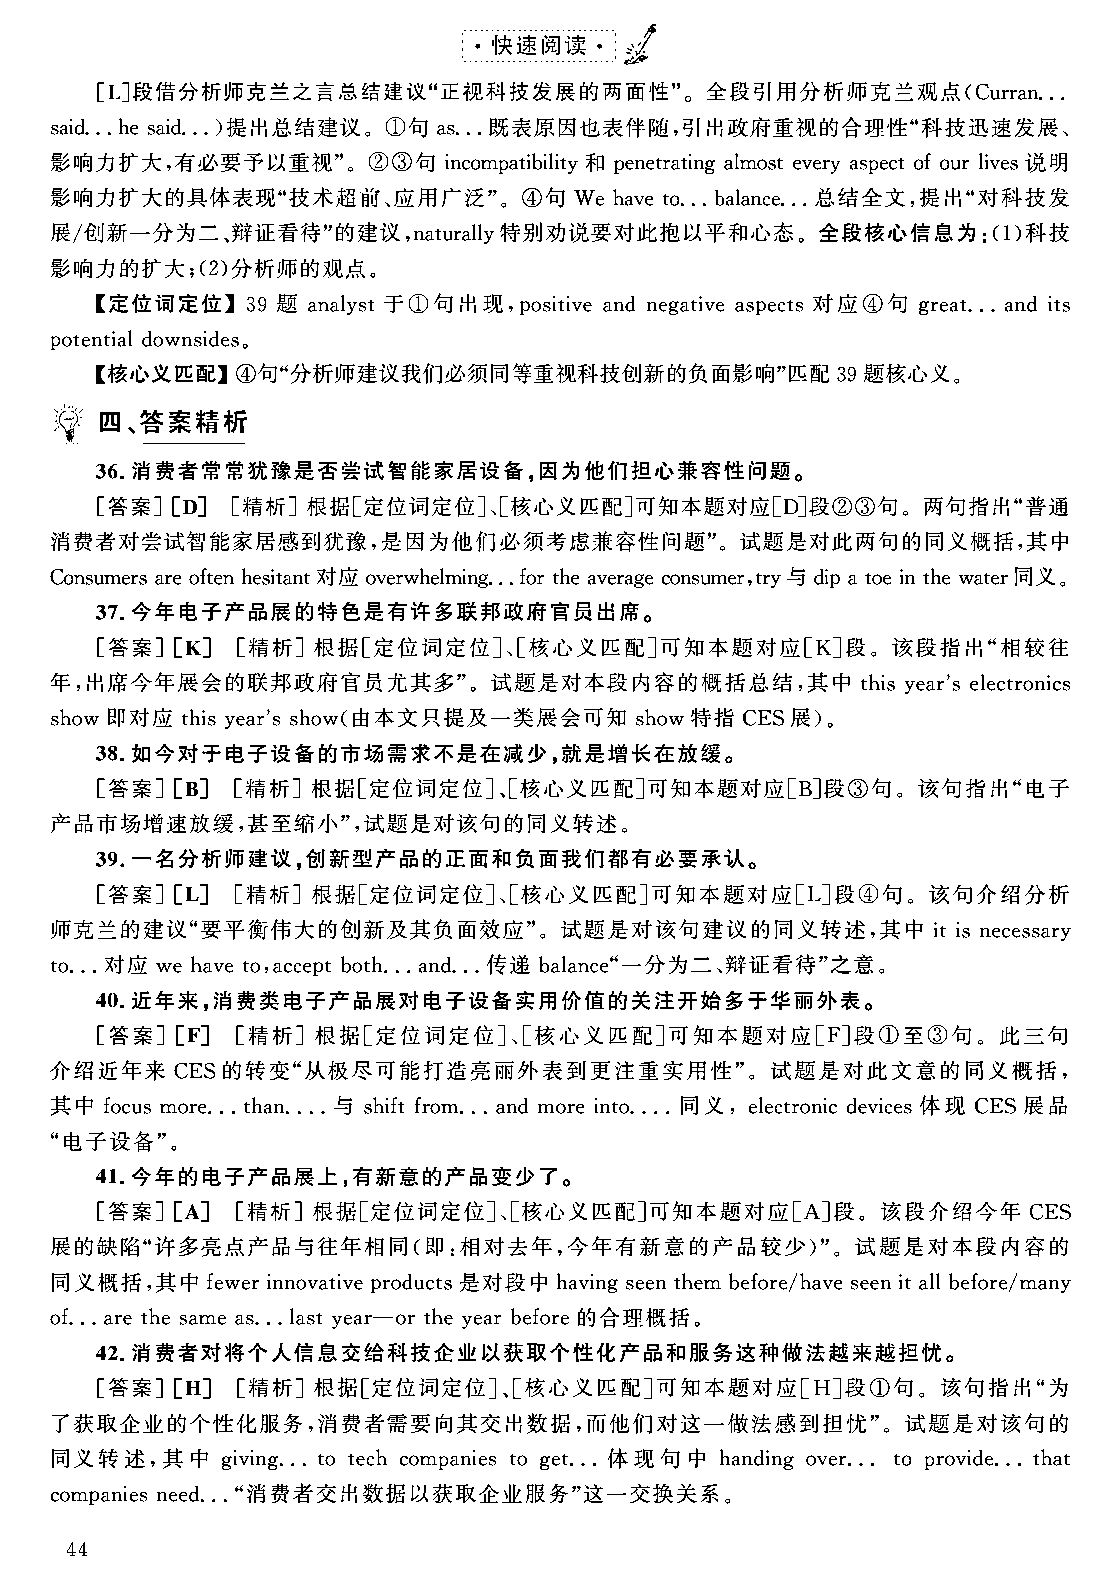 ·快速阅读·
[L]段借分析师克兰之言总结建议“正视科技发展的两面性”。全段引用分析师克兰观点(Curran...
said...he said...)提出总结建议。①句 as...既表原因也表伴随,引出政府重视的合理性“科技迅速发展、
影响力扩大,有必要予以重视”。②③句 incompatibility 和 penetrating almost every aspect of our lives 说明
影响力扩大的具体表现“技术超前、应用广泛”。④句 We have to...balance...总结全文,提出“对科技发
展/创新一分为二、辩证看待”的建议,naturally 特别劝说要对此抱以平和心态。全段核心信息为:(1)科技
影响力的扩大;(2)分析师的观点。
【定位词定位】39 题 analyst 于①句出现,positive and negative aspects 对应④句 great...and its
potential downsides。
【核心义匹配】④句“分析师建议我们必须同等重视科技创新的负面影响”匹配 39 题核心义。
四、答案精析
36.消费者常常犹豫是否尝试智能家居设备,因为他们担心兼容性问题。
[答案][D] [精析]根据[定位词定位]、[核心义匹配]可知本题对应[D]段②③句。两句指出“普通
消费者对尝试智能家居感到犹豫,是因为他们必须考虑兼容性问题”。试题是对此两句的同义概括,其中
Consumers are often hesitant 对应 overwhelming...for the average consumer,try 与 dip a toe in the water 同义。
37.今年电子产品展的特色是有许多联邦政府官员出席。
[答案][K] [精析]根据[定位词定位]、[核心义匹配]可知本题对应[K]段。该段指出“相较往
年,出席今年展会的联邦政府官员尤其多”。试题是对本段内容的概括总结,其中 this year's electronics
show 即对应 this year's show(由本文只提及一类展会可知 show 特指 CES 展)。
38.如今对于电子设备的市场需求不是在减少,就是增长在放缓。
[答案][B] [精析]根据[定位词定位]、[核心义匹配]可知本题对应[B]段③句。该句指出“电子
产品市场增速放缓,甚至缩小”,试题是对该句的同义转述。
39.一名分析师建议,创新型产品的正面和负面我们都有必要承认。
[答案][L] [精析]根据[定位词定位]、[核心义匹配]可知本题对应[L]段④句。该句介绍分析
师克兰的建议“要平衡伟大的创新及其负面效应”。试题是对该句建议的同义转述,其中 it is necessary
to...对应 we have to,accept both...and...传递 balance“一分为二、辩证看待”之意。
40.近年来,消费类电子产品展对电子设备实用价值的关注开始多于华丽外表。
[答案][F] [精析]根据[定位词定位]、[核心义匹配]可知本题对应[F]段①至③句。此三句
介绍近年来 CES 的转变“从极尽可能打造亮丽外表到更注重实用性”。试题是对此文意的同义概括,
其中 focus more...than....与 shift from...and more into....同义,electronic devices 体现 CES 展品
“电子设备”。
41.今年的电子产品展上,有新意的产品变少了。
[答案][A] [精析]根据[定位词定位]、[核心义匹配]可知本题对应[A]段。该段介绍今年 CES
展的缺陷“许多亮点产品与往年相同(即:相对去年,今年有新意的产品较少)”。试题是对本段内容的
同义概括,其中 fewer innovative products 是对段中 having seen them before/have seen it all before/many
of...are the same as...last year—or the year before 的合理概括。
42.消费者对将个人信息交给科技企业以获取个性化产品和服务这种做法越来越担忧。
[答案][H] [精析]根据[定位词定位]、[核心义匹配]可知本题对应[H]段①句。该句指出“为
了获取企业的个性化服务,消费者需要向其交出数据,而他们对这一做法感到担忧”。试题是对该句的
同义转述,其中 giving...to tech companies to get...体现句中 handing over... to provide...that
companies need...“消费者交出数据以获取企业服务”这一交换关系。
44